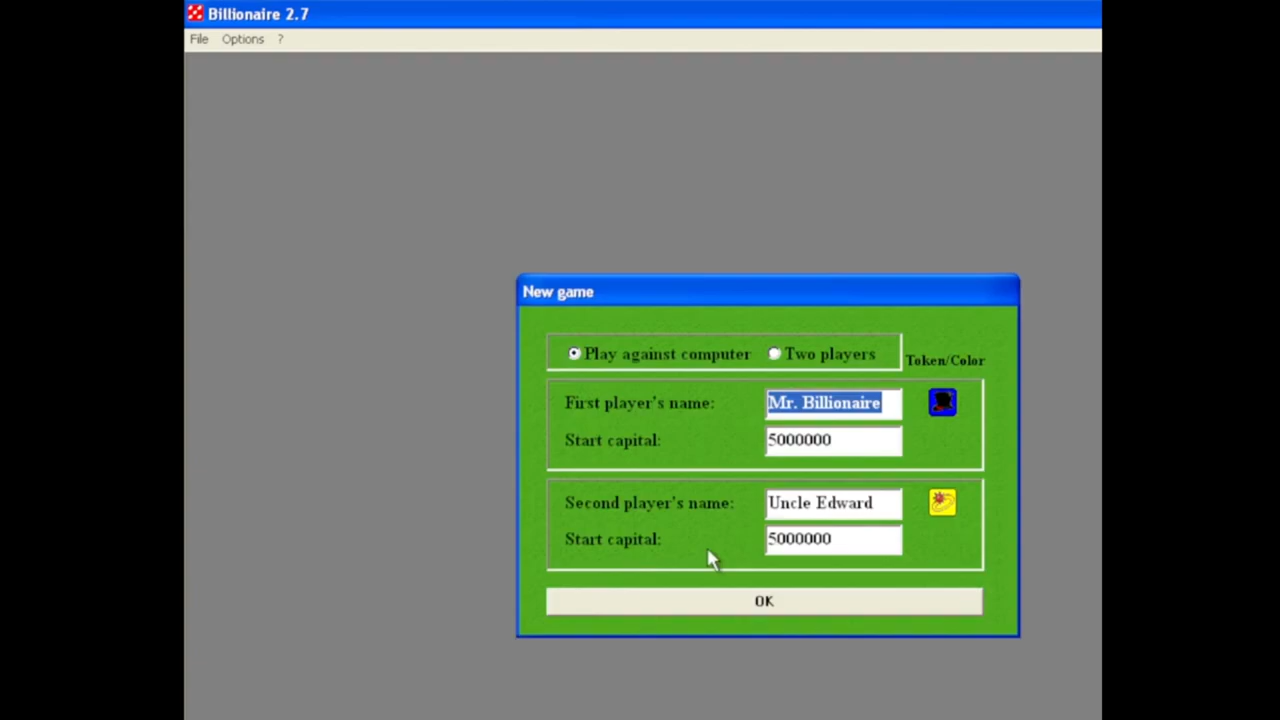 Billionaire 2.7
File Options ?
New game
Play against computer Two players
Token/Color
First player's name: Mr. Billionaire
Start capital: 5000000
Second player's name: Uncle Edward
Start capital: 5000000
OK